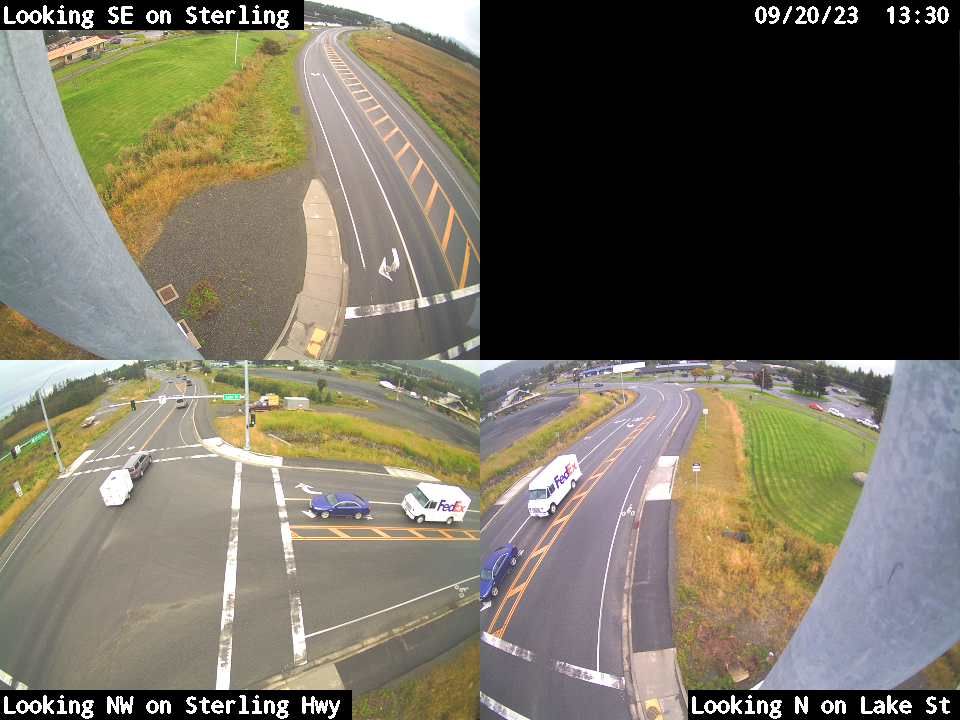 Looking SE on Sterling
09/20/23 13:30
FedEx
FedEx
Looking NW on Sterling Hwy
Looking N on Lake St